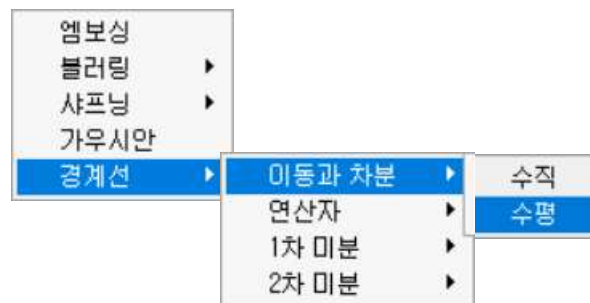 엠보싱
블러링
샤프닝
가우시안
경계선
이동과 차분
연산자
1차 미분
2차 미분
수직
수평